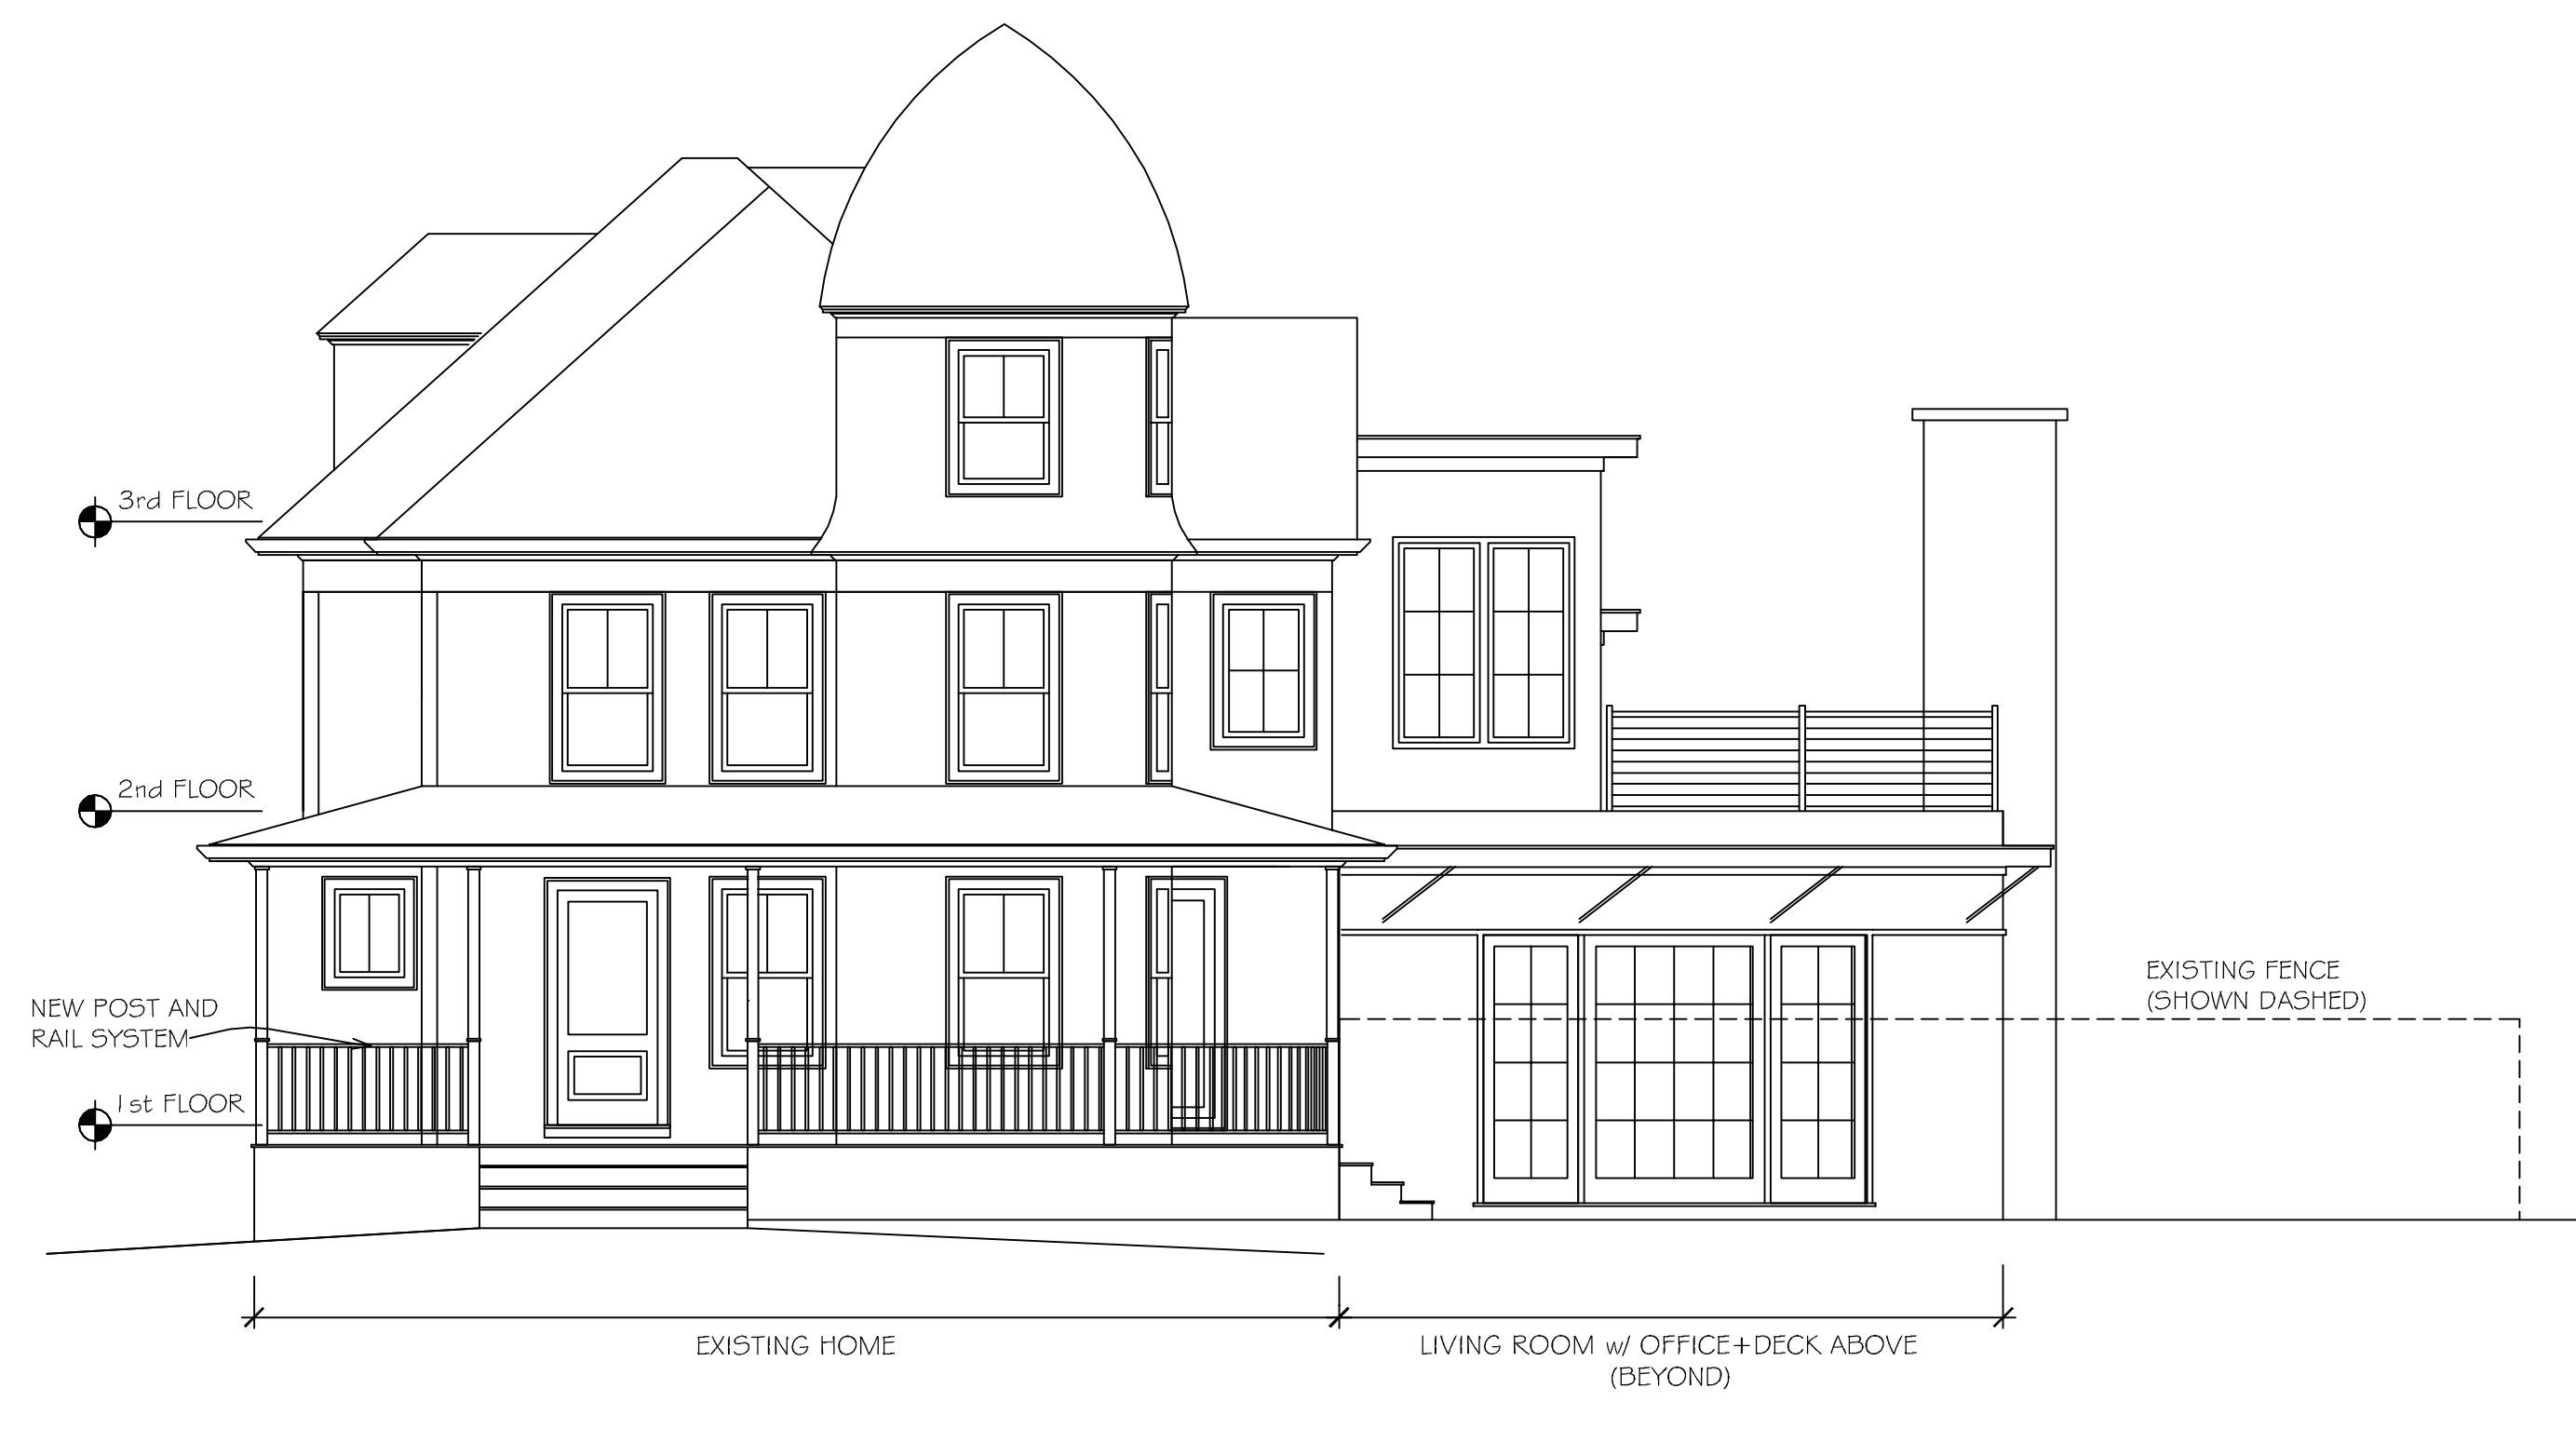 3rd FLOOR
2nd FLOOR
EXISTING FENCE
(SHOWN DASHED)
NEW POST AND
RAIL SYSTEM
1st FLOOR
EXISTING HOME
LIVING ROOM w/ OFFICE+DECK ABOVE
(BEYOND)